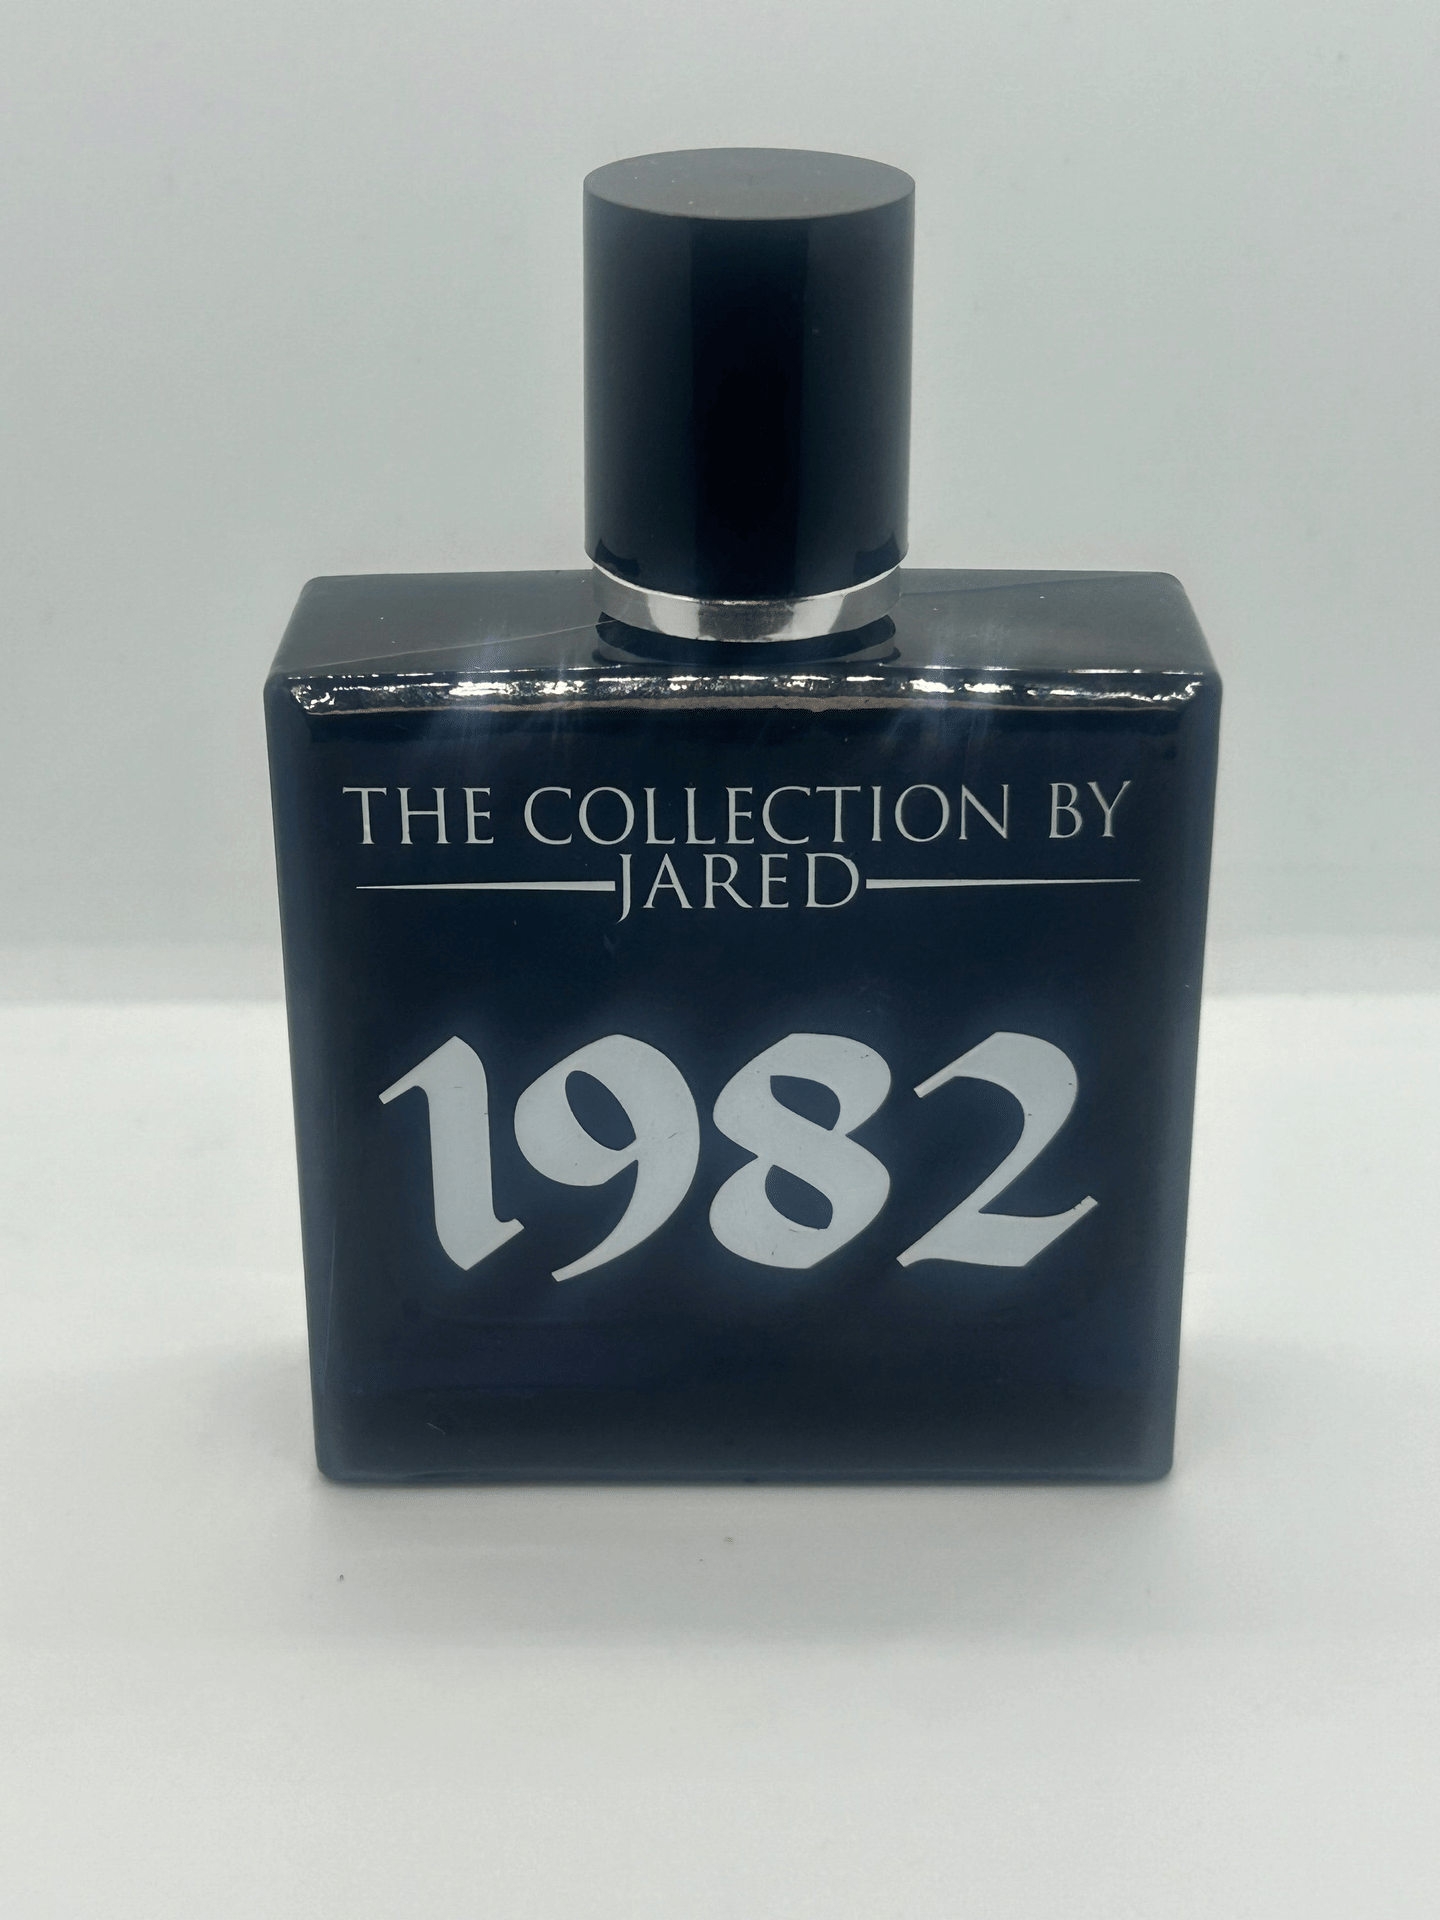 THE COLLECTION BY
JARED
1982